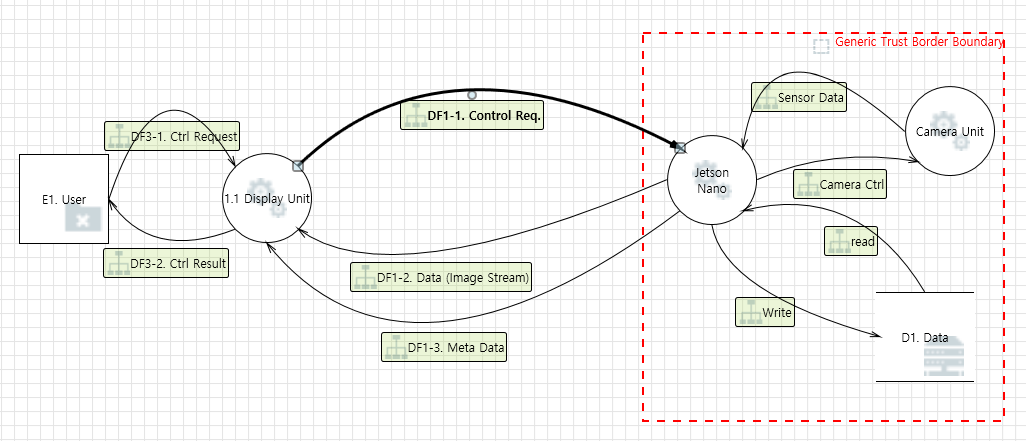 Generic Trust Border Boundary
Sensor Data
DF1-1. Control Req.
DF3-1. Ctrl Request
Camera Unit
Jetson
Nano
Camera Ctrl
E1. User
1.1 Display Unit
read
DF3-2. Ctrl Result
DF1-2. Data (Image Stream)
Write
D1. Data
DF1-3. Meta Data